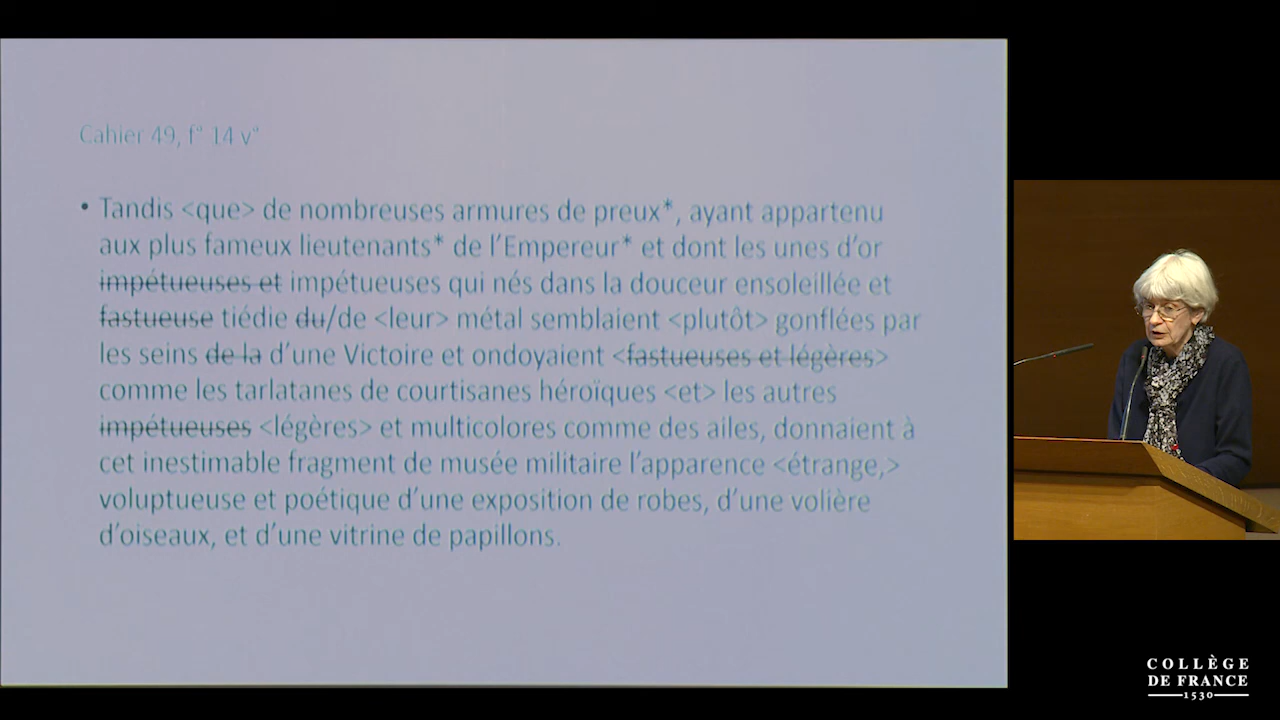 Cahier 49, f° 14 v°
• Tandis <que> de nombreuses armures de preux*, ayant appartenu
aux plus fameux lieutenants* de l'Empereur* et dont les unes d'or
impétueuses et impétueuses qui nés dans la douceur ensoleillée et
fastueuse tiédie du/de <leur> métal semblaient <plutôt> gonflées par
les seins de la d'une Victoire et ondoyaient <fastueuses et légères>
comme les tarlatanes de courtisanes héroïques <et> les autres
impétueuses <légères> et multicolores comme des ailes, donnaient à
cet inestimable fragment de musée militaire l'apparence <étrange,>
voluptueuse et poétique d'une exposition de robes, d'une volière
d'oiseaux, et d'une vitrine de papillons.
COLLÈGE
DE FRANCE
1530